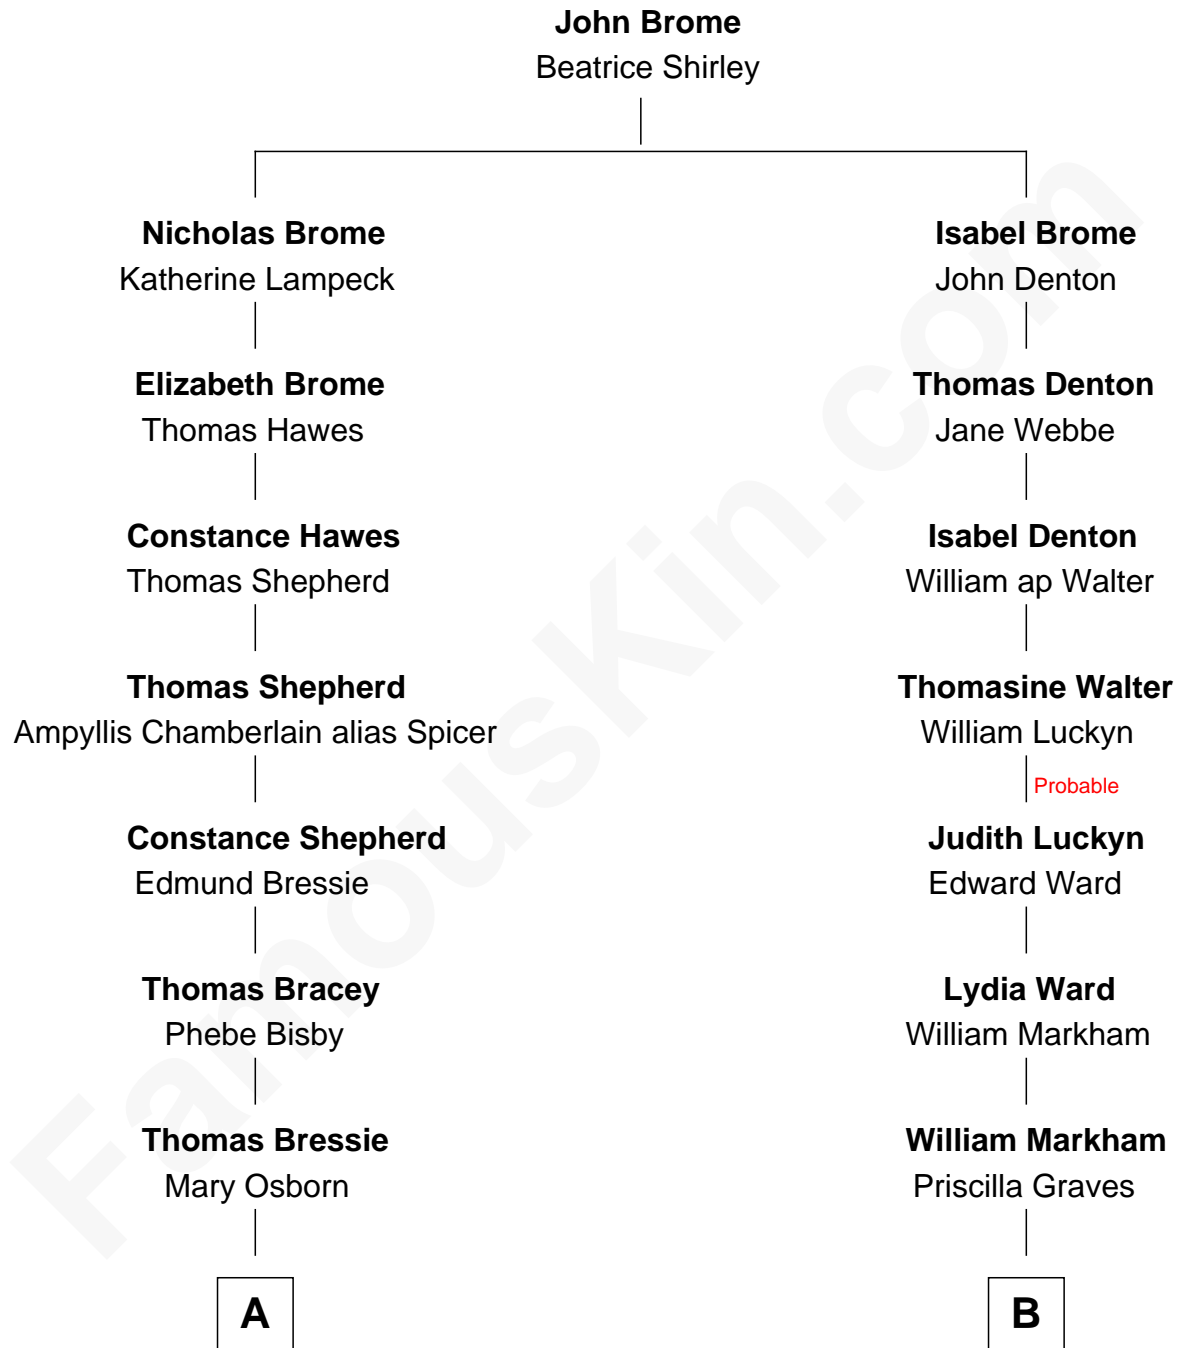 John Brome
Beatrice Shirley
Nicholas Brome
Katherine Lampeck
Elizabeth Brome
Thomas Hawes
Constance Hawes
Thomas Shepherd
Thomas Shepherd
Ampyllis Chamberlain alias Spicer
Constance Shepherd
Edmund Bressie
Thomas Bracey
Phebe Bisby
Thomas Bressie
Mary Osborn
A
Isabel Brome
John Denton
Thomas Denton
Jane Webbe
Isabel Denton
William ap Walter
Thomasine Walter
William Luckyn
Probable
Judith Luckyn
Edward Ward
Lydia Ward
William Markham
William Markham
Priscilla Graves
B
FamousKin.com